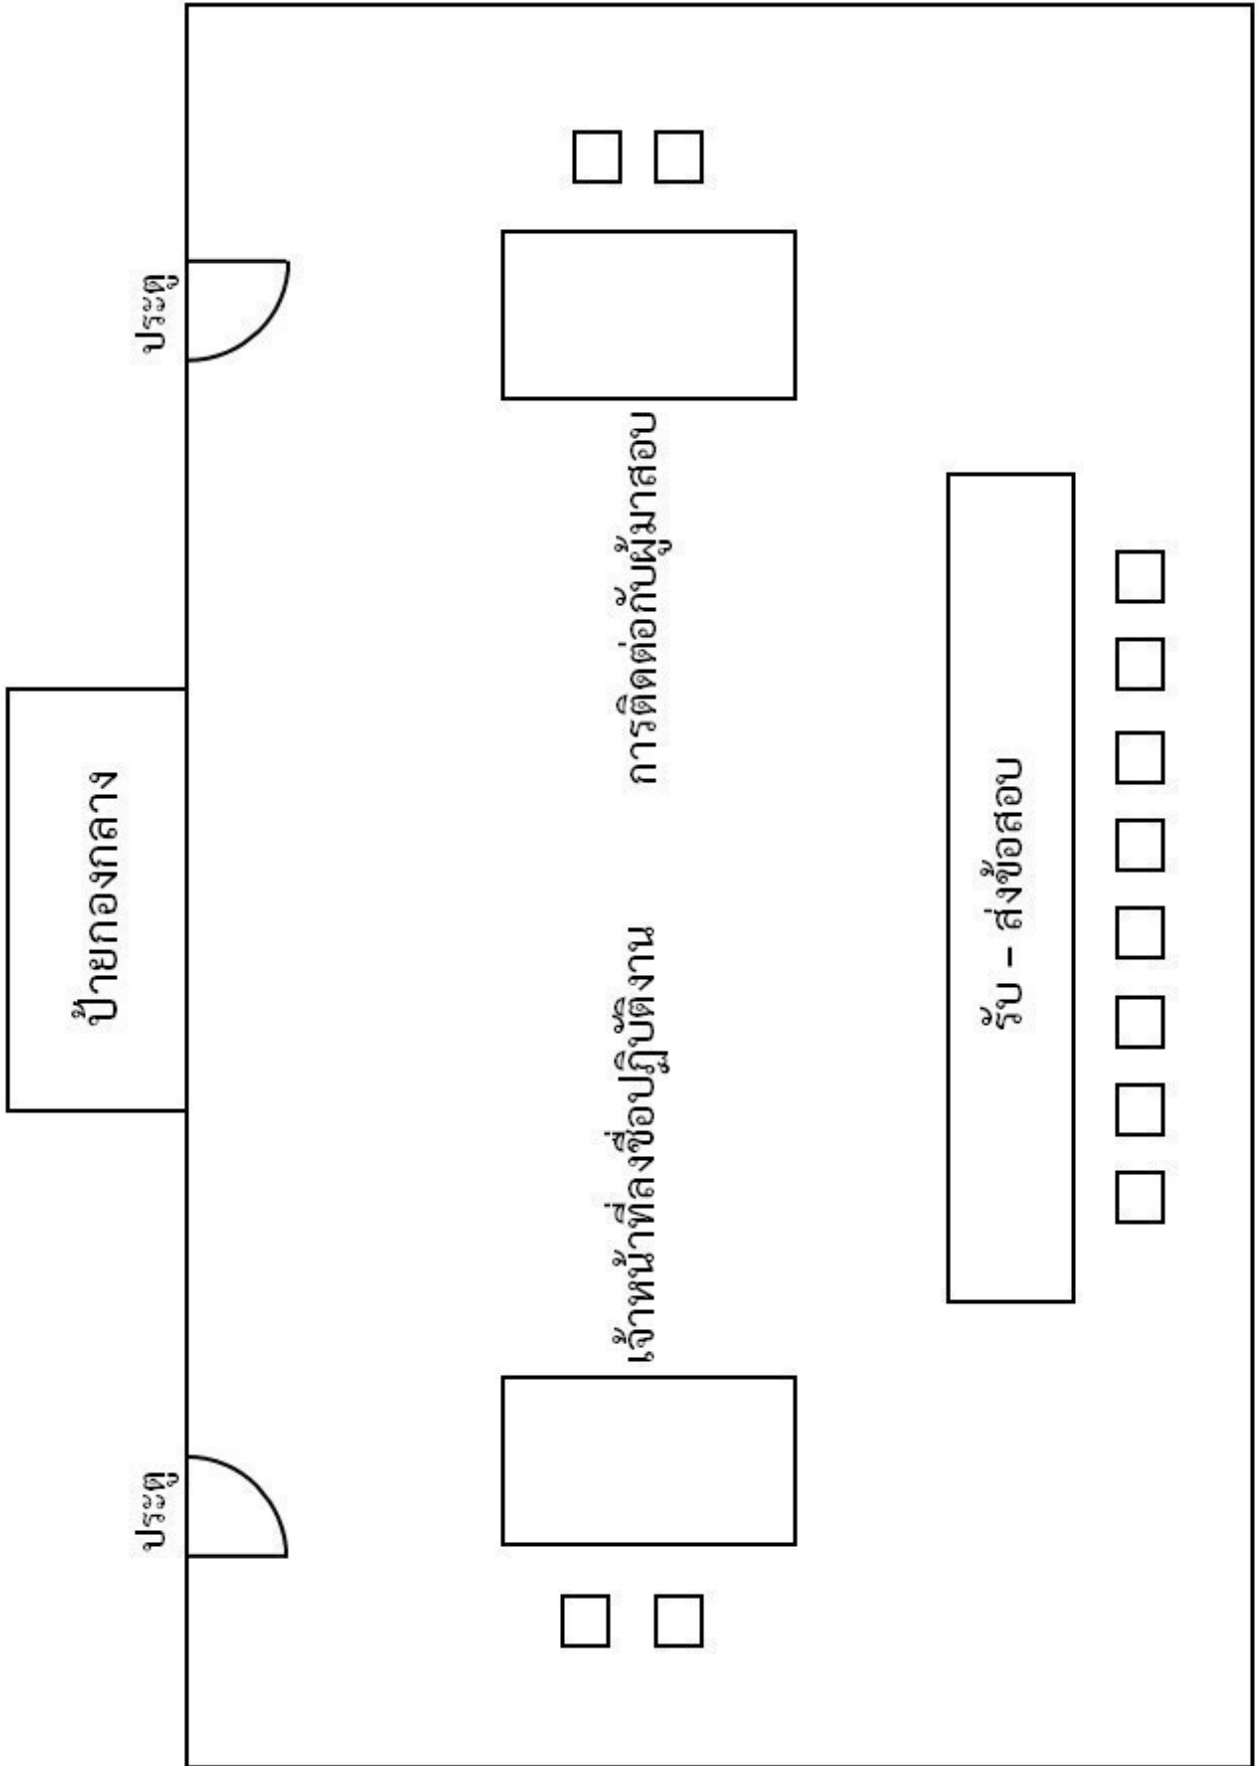 ป้ายกองกลาง
ประตู
ประตู
เจ้าหน้าที่ลงชื่อปฏิบัติงาน
การติดต่อกับผู้มาสอบ
รับ – ส่งข้อสอบ